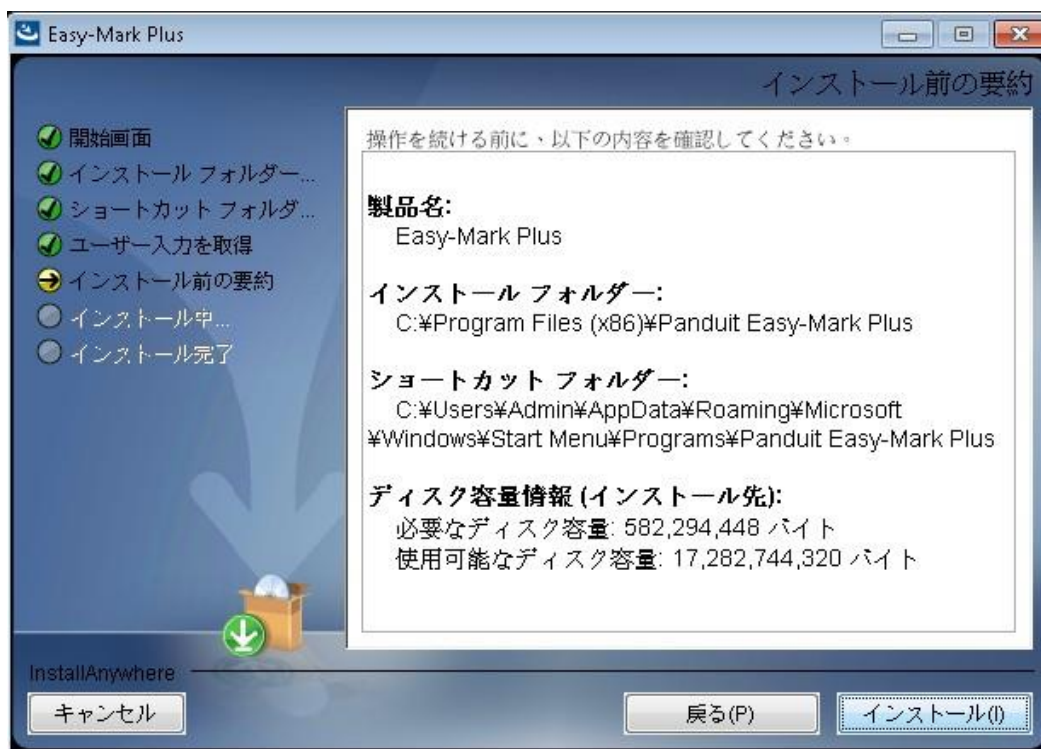 Easy-Mark Plus
インストール前の要約
開始画面
インストール フォルダー...
ショートカット フォルダ...
ユーザー入力を取得
インストール前の要約
インストール中...
インストール完了
操作を続ける前に、以下の内容を確認してください。
製品名:
Easy-Mark Plus
インストール フォルダー:
C:¥Program Files (x86)¥Panduit Easy-Mark Plus
ショートカット フォルダー:
C:¥Users¥Admin¥AppData¥Roaming¥Microsoft
¥Windows¥Start Menu¥Programs¥Panduit Easy-Mark Plus
ディスク容量情報 (インストール先):
必要なディスク容量: 582,294,448 バイト
使用可能なディスク容量: 17,282,744,320 バイト
InstallAnywhere
キャンセル
戻る(P)
インストール(I)